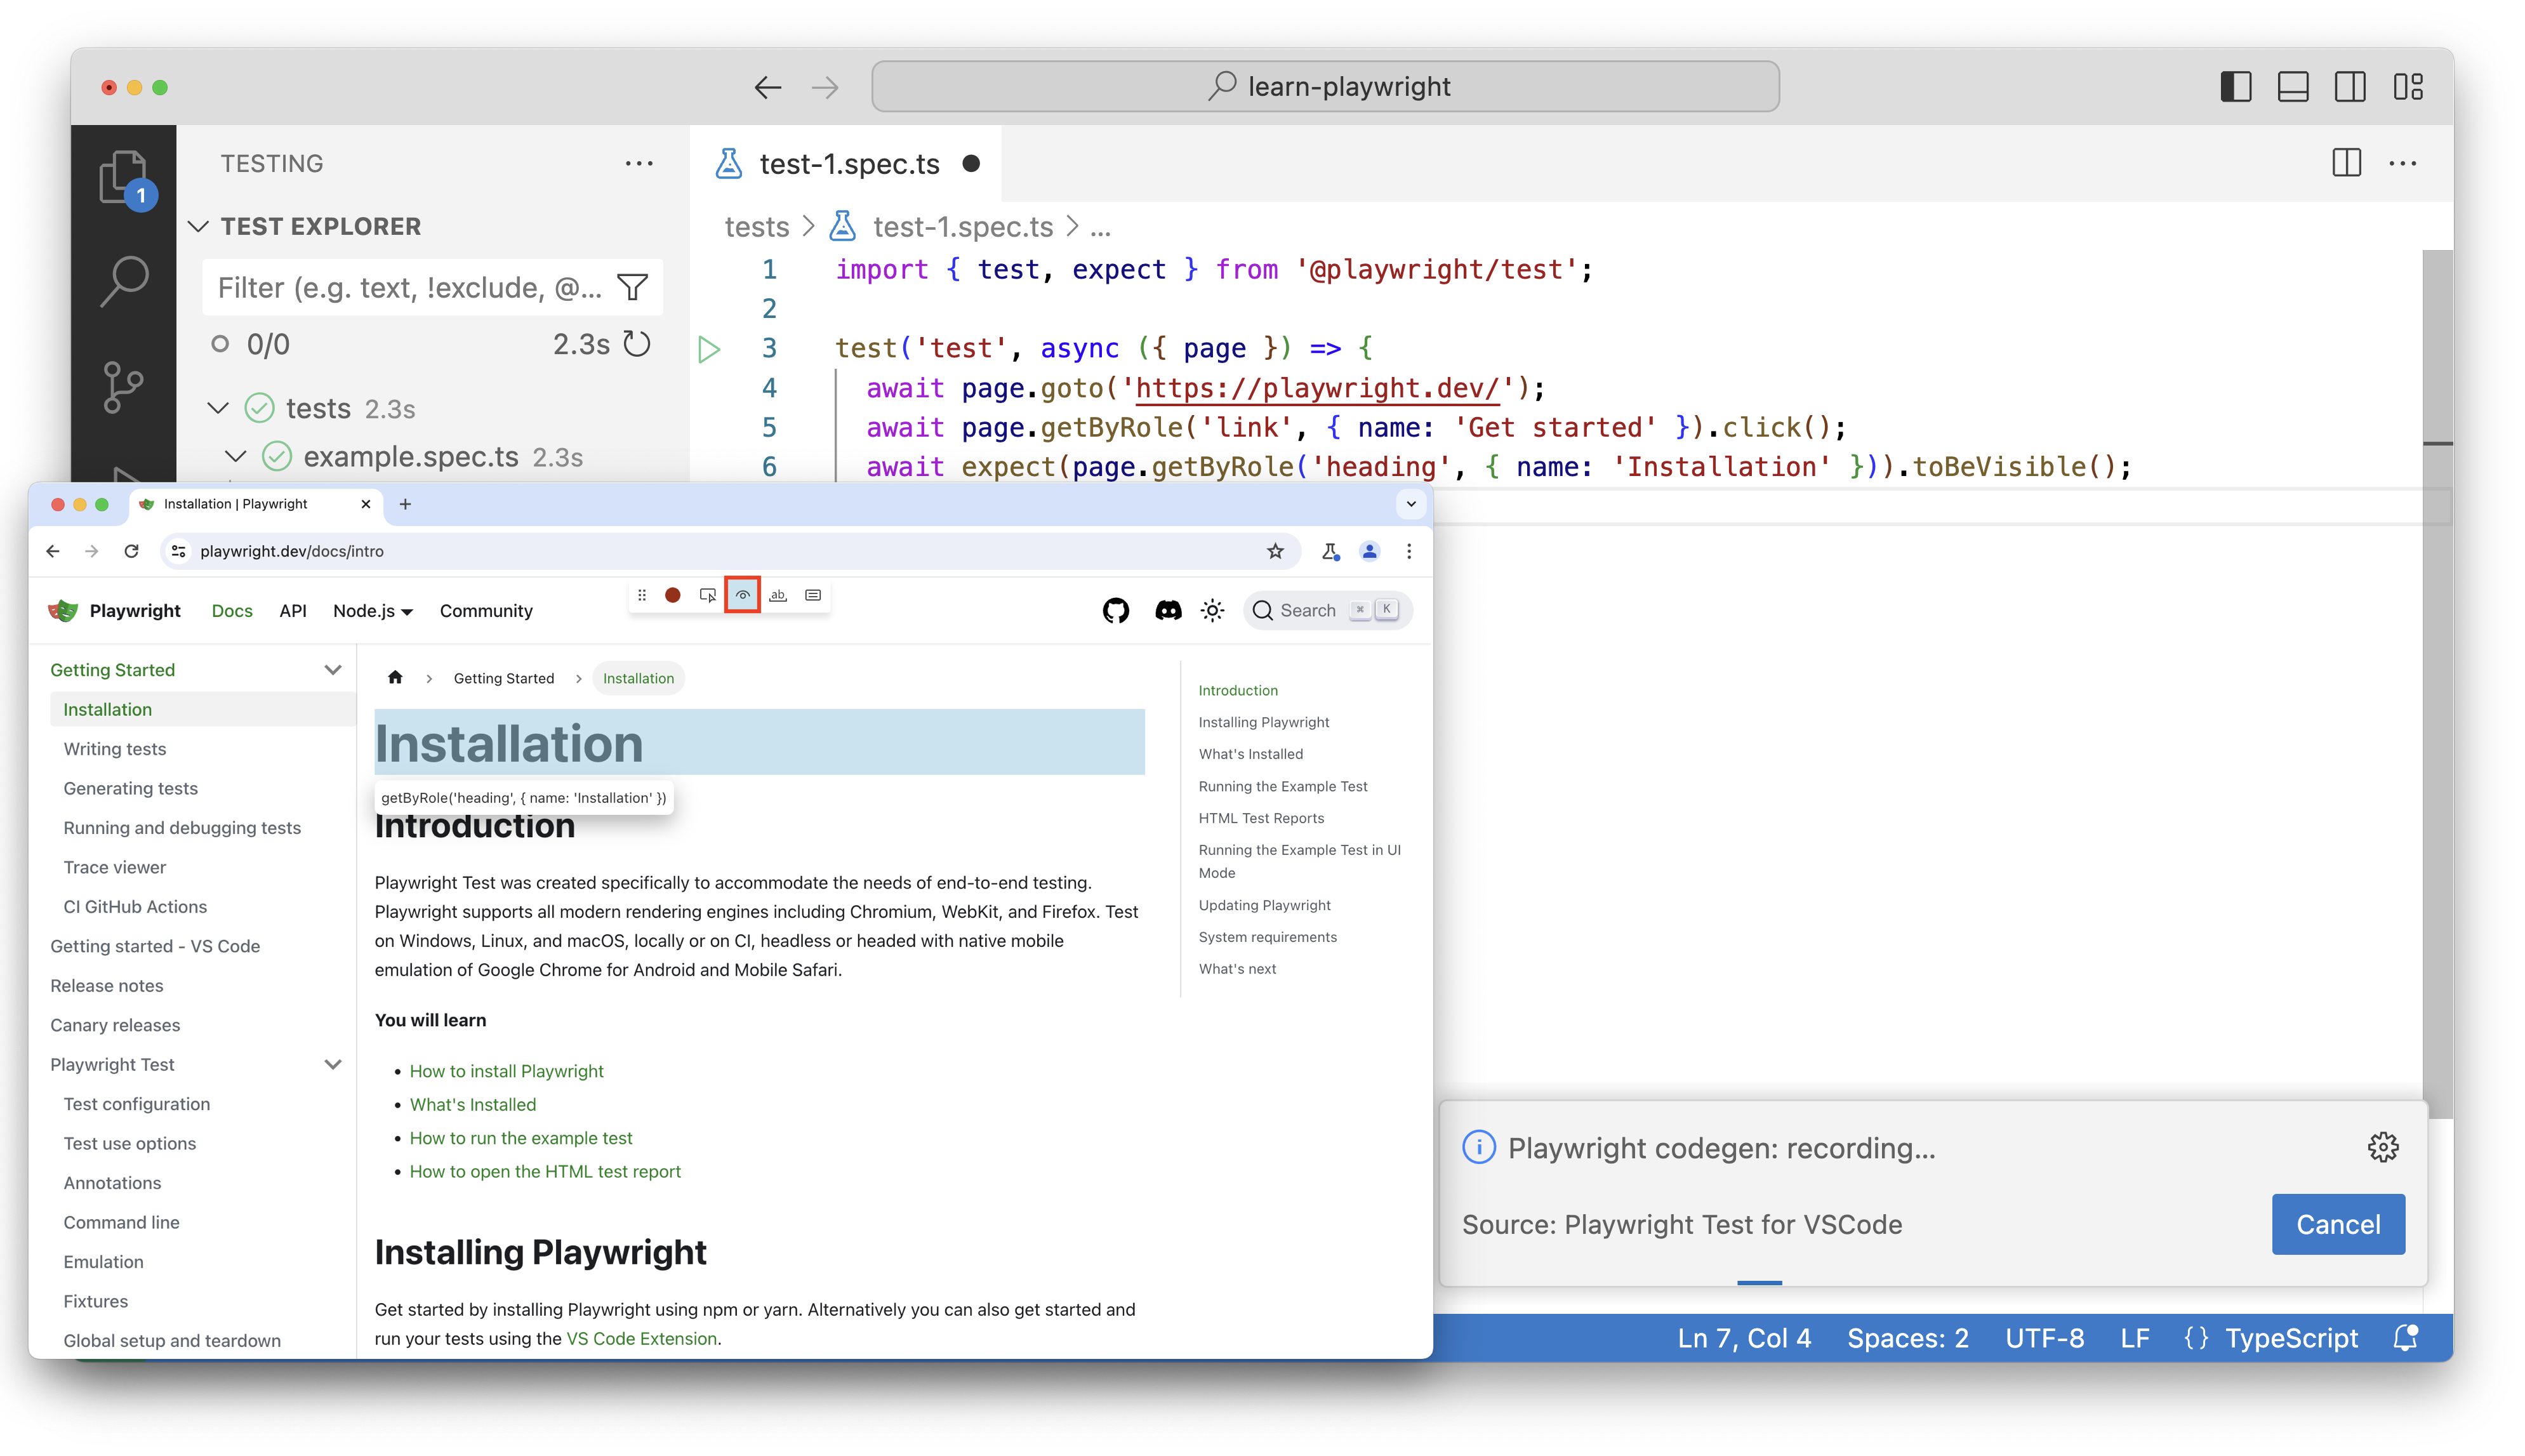 learn-playwright
1
TESTING
TEST EXPLORER
Filter (e.g. text, !exclude, @...
0/0 2.3s
tests 2.3s
example.spec.ts 2.3s
test-1.spec.ts
tests > test-1.spec.ts > ...
1 import { test, expect } from '@playwright/test';
2
3 test('test', async ({ page }) => {
4 await page.goto('https://playwright.dev/');
5 await page.getByRole('link', { name: 'Get started' }).click();
6 await expect(page.getByRole('heading', { name: 'Installation' })).toBeVisible();
Installation | Playwright
playwright.dev/docs/intro
Playwright Docs API Node.js Community
ab
Search ⌘ K
Getting Started
Installation
Writing tests
Generating tests
Running and debugging tests
Trace viewer
CI GitHub Actions
Getting started - VS Code
Release notes
Canary releases
Playwright Test
Test configuration
Test use options
Annotations
Command line
Emulation
Fixtures
Global setup and teardown
Getting Started > Installation
Installation
getByRole('heading', { name: 'Installation' })
Introduction
Playwright Test was created specifically to accommodate the needs of end-to-end testing.
Playwright supports all modern rendering engines including Chromium, WebKit, and Firefox. Test
on Windows, Linux, and macOS, locally or on CI, headless or headed with native mobile
emulation of Google Chrome for Android and Mobile Safari.
You will learn
• How to install Playwright
• What's Installed
• How to run the example test
• How to open the HTML test report
Installing Playwright
Get started by installing Playwright using npm or yarn. Alternatively you can also get started and
run your tests using the VS Code Extension.
Introduction
Installing Playwright
What's Installed
Running the Example Test
HTML Test Reports
Running the Example Test in UI
Mode
Updating Playwright
System requirements
What's next
Playwright codegen: recording...
Source: Playwright Test for VSCode
Cancel
Ln 7, Col 4 Spaces: 2 UTF-8 LF {} TypeScript